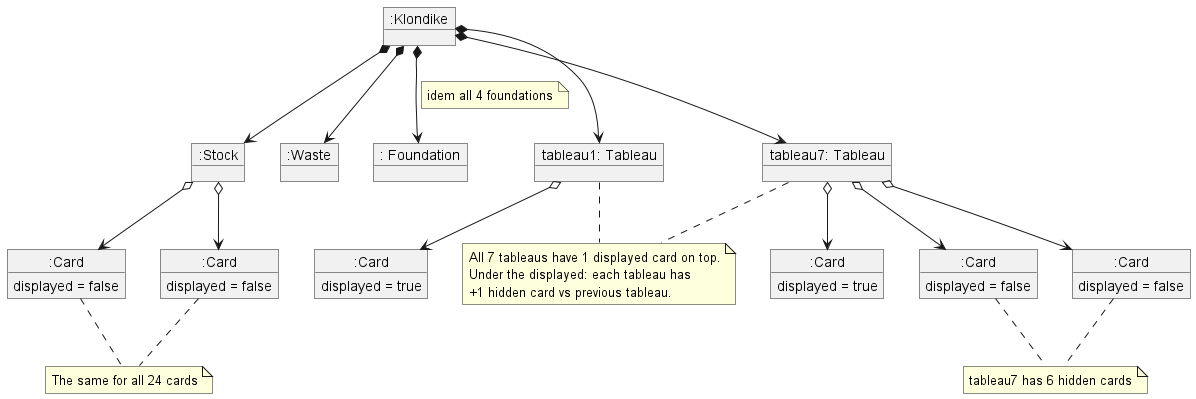 :Klondike
idem all 4 foundations
:Stock
:Waste
: Foundation
tableau1: Tableau
tableau7: Tableau
:Card
displayed = false
:Card
displayed = false
:Card
displayed = true
All 7 tableaus have 1 displayed card on top.
Under the displayed: each tableau has
+1 hidden card vs previous tableau.
:Card
displayed = true
:Card
displayed = false
:Card
displayed = false
The same for all 24 cards
tableau7 has 6 hidden cards